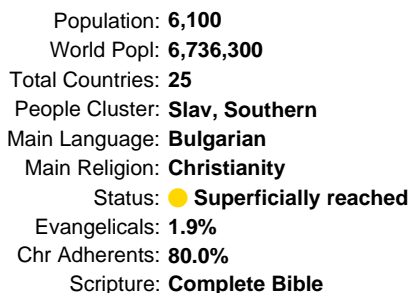 Population: 6,100
World Popl: 6,736,300
Total Countries: 25
People Cluster: Slav, Southern
Main Language: Bulgarian
Main Religion: Christianity
Status: Superficially reached
Evangelicals: 1.9%
Chr Adherents: 80.0%
Scripture: Complete Bible